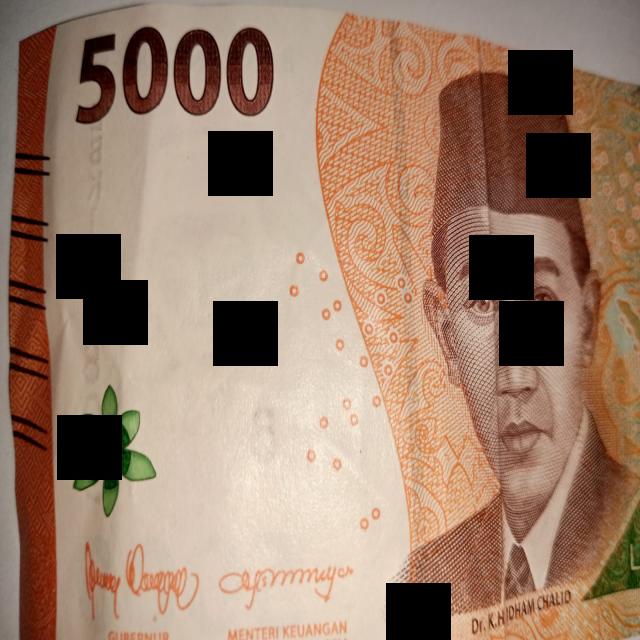 5000
Dr. K.H IDHAM CHALID
GUBERNUR
MENTERI KEUANGAN